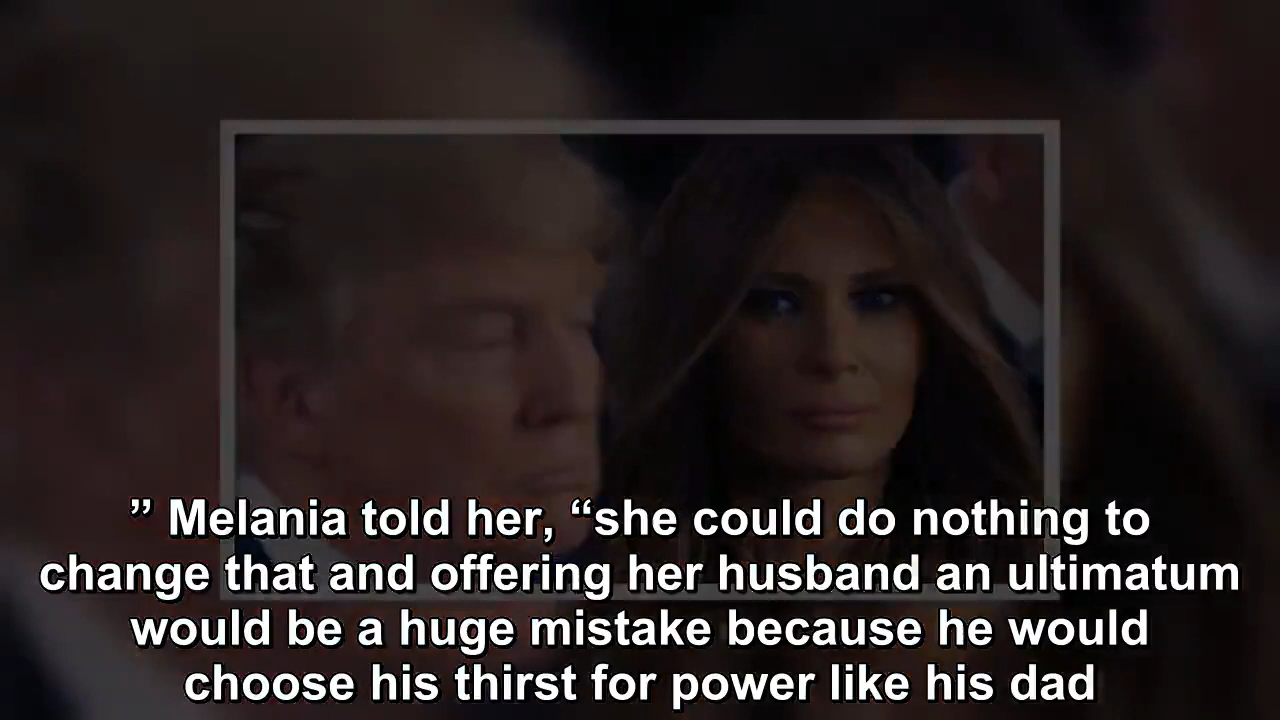 ” Melania told her, “she could do nothing to
change that and offering her husband an ultimatum
would be a huge mistake because he would
choose his thirst for power like his dad